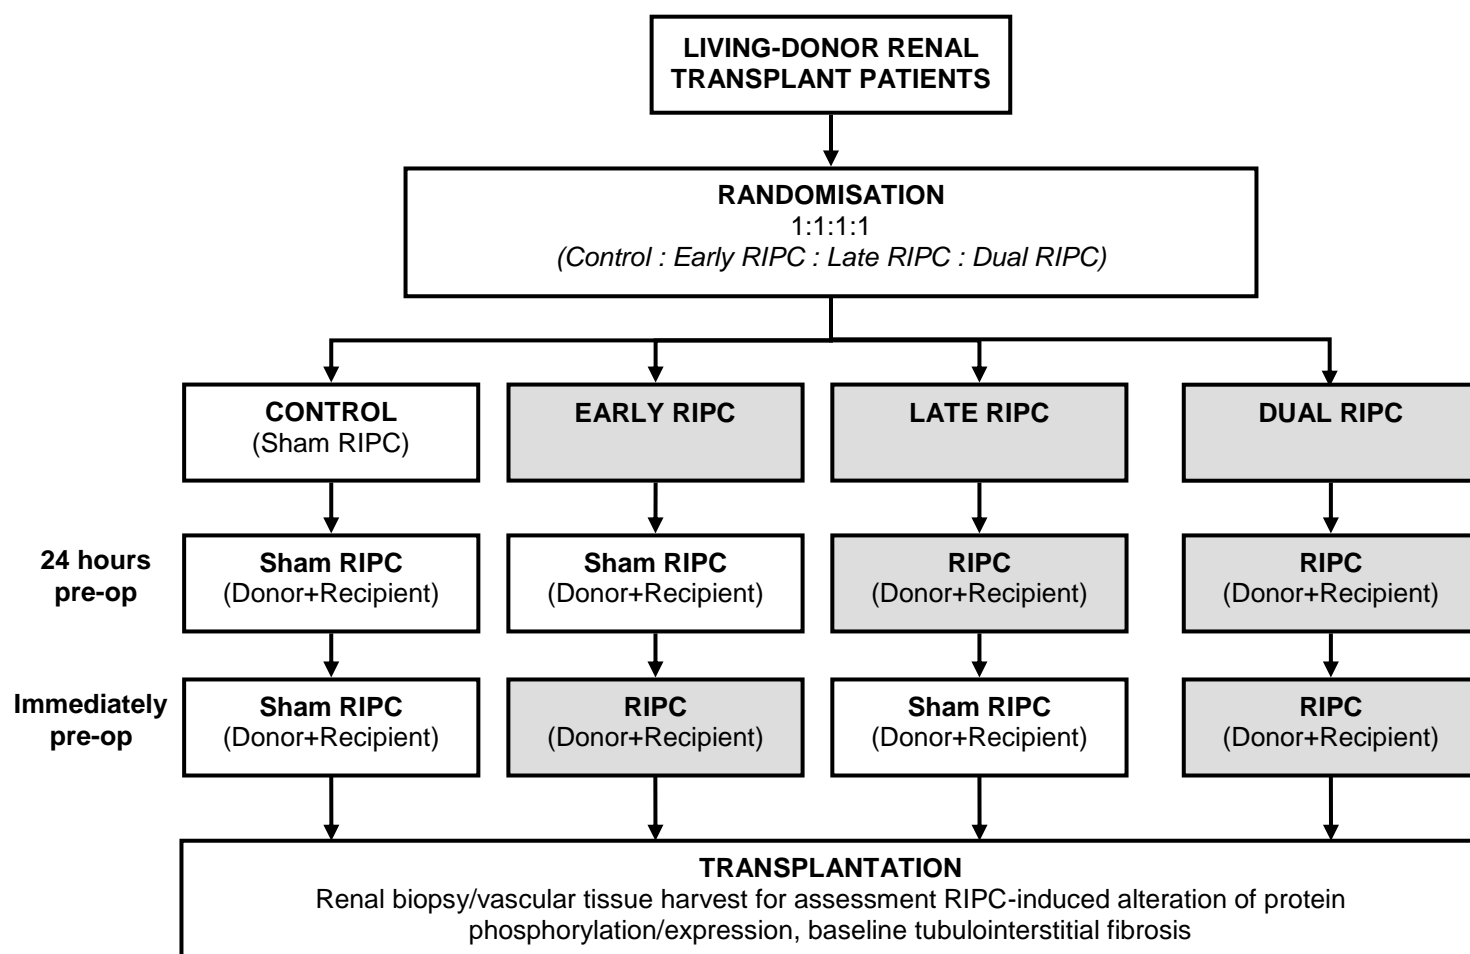 LIVING-DONOR RENAL
TRANSPLANT PATIENTS
RANDOMISATION
1:1:1:1
(Control : Early RIPC : Late RIPC : Dual RIPC)
CONTROL
(Sham RIPC)
EARLY RIPC
LATE RIPC
DUAL RIPC
24 hours
pre-op
Sham RIPC
(Donor+Recipient)
Sham RIPC
(Donor+Recipient)
RIPC
(Donor+Recipient)
RIPC
(Donor+Recipient)
Immediately
pre-op
Sham RIPC
(Donor+Recipient)
RIPC
(Donor+Recipient)
Sham RIPC
(Donor+Recipient)
RIPC
(Donor+Recipient)
TRANSPLANTATION
Renal biopsy/vascular tissue harvest for assessment RIPC-induced alteration of protein
phosphorylation/expression, baseline tubulointerstitial fibrosis